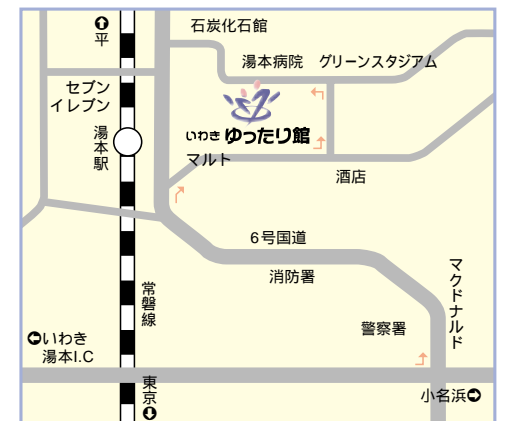 平
石炭化石館
湯本病院
グリーンスタジアム
セブン
イレブン
いわき ゆったり館
湯本駅
マルト
酒店
6号国道
消防署
マクドナルド
常磐線
警察署
いわき
湯本I.C
東京
小名浜